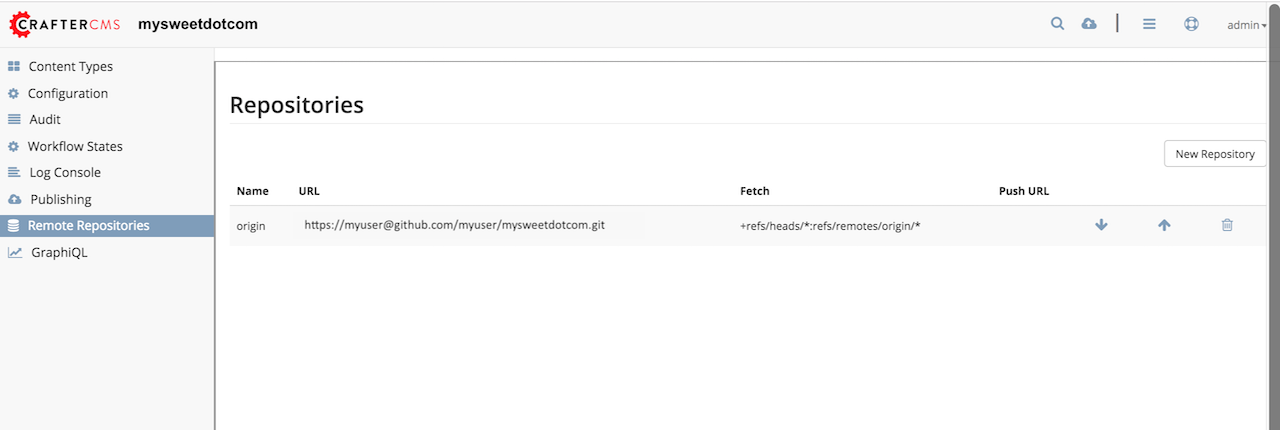 CRAFTERCMS mysweetdotcom admin
Content Types
Configuration
Audit
Workflow States
Log Console
Publishing
Remote Repositories
GraphiQL
Repositories
New Repository
Name URL Fetch Push URL
origin https://myuser@github.com/myuser/mysweetdotcom.git +refs/heads/*:refs/remotes/origin/*